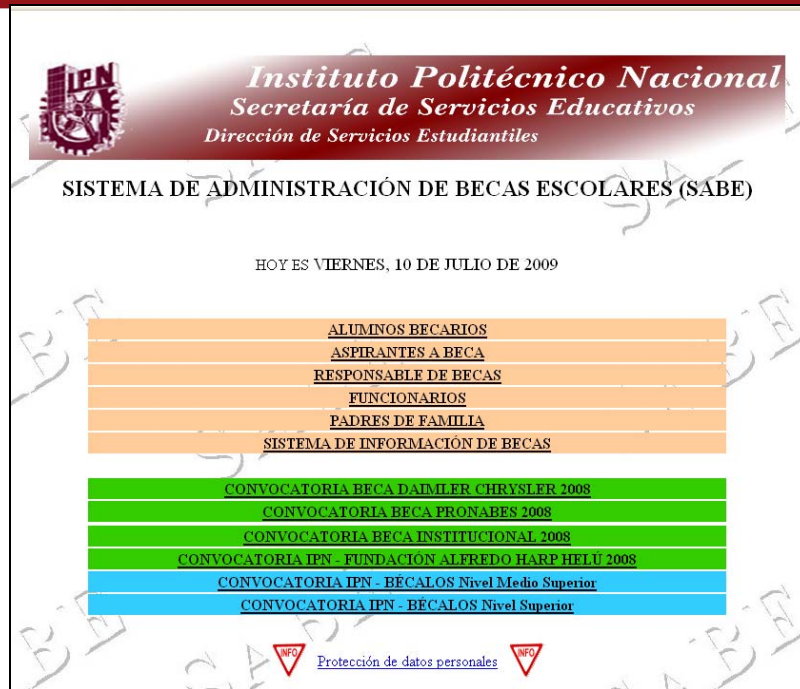 IPN
Instituto Politécnico Nacional
Secretaría de Servicios Educativos
Dirección de Servicios Estudiantiles
SISTEMA DE ADMINISTRACIÓN DE BECAS ESCOLARES (SABE)
HOY ES VIERNES, 10 DE JULIO DE 2009
ALUMNOS BECARIOS
ASPIRANTES A BECA
RESPONSABLE DE BECAS
FUNCIONARIOS
PADRES DE FAMILIA
SISTEMA DE INFORMACIÓN DE BECAS
CONVOCATORIA BECA DAIMLER CHRYSLER 2008
CONVOCATORIA BECA PRONABES 2008
CONVOCATORIA BECA INSTITUCIONAL 2008
CONVOCATORIA IPN - FUNDACIÓN ALFREDO HARP HELÚ 2008
CONVOCATORIA IPN - BÉCALOS Nivel Medio Superior
CONVOCATORIA IPN - BÉCALOS Nivel Superior
INFO Protección de datos personales INFO